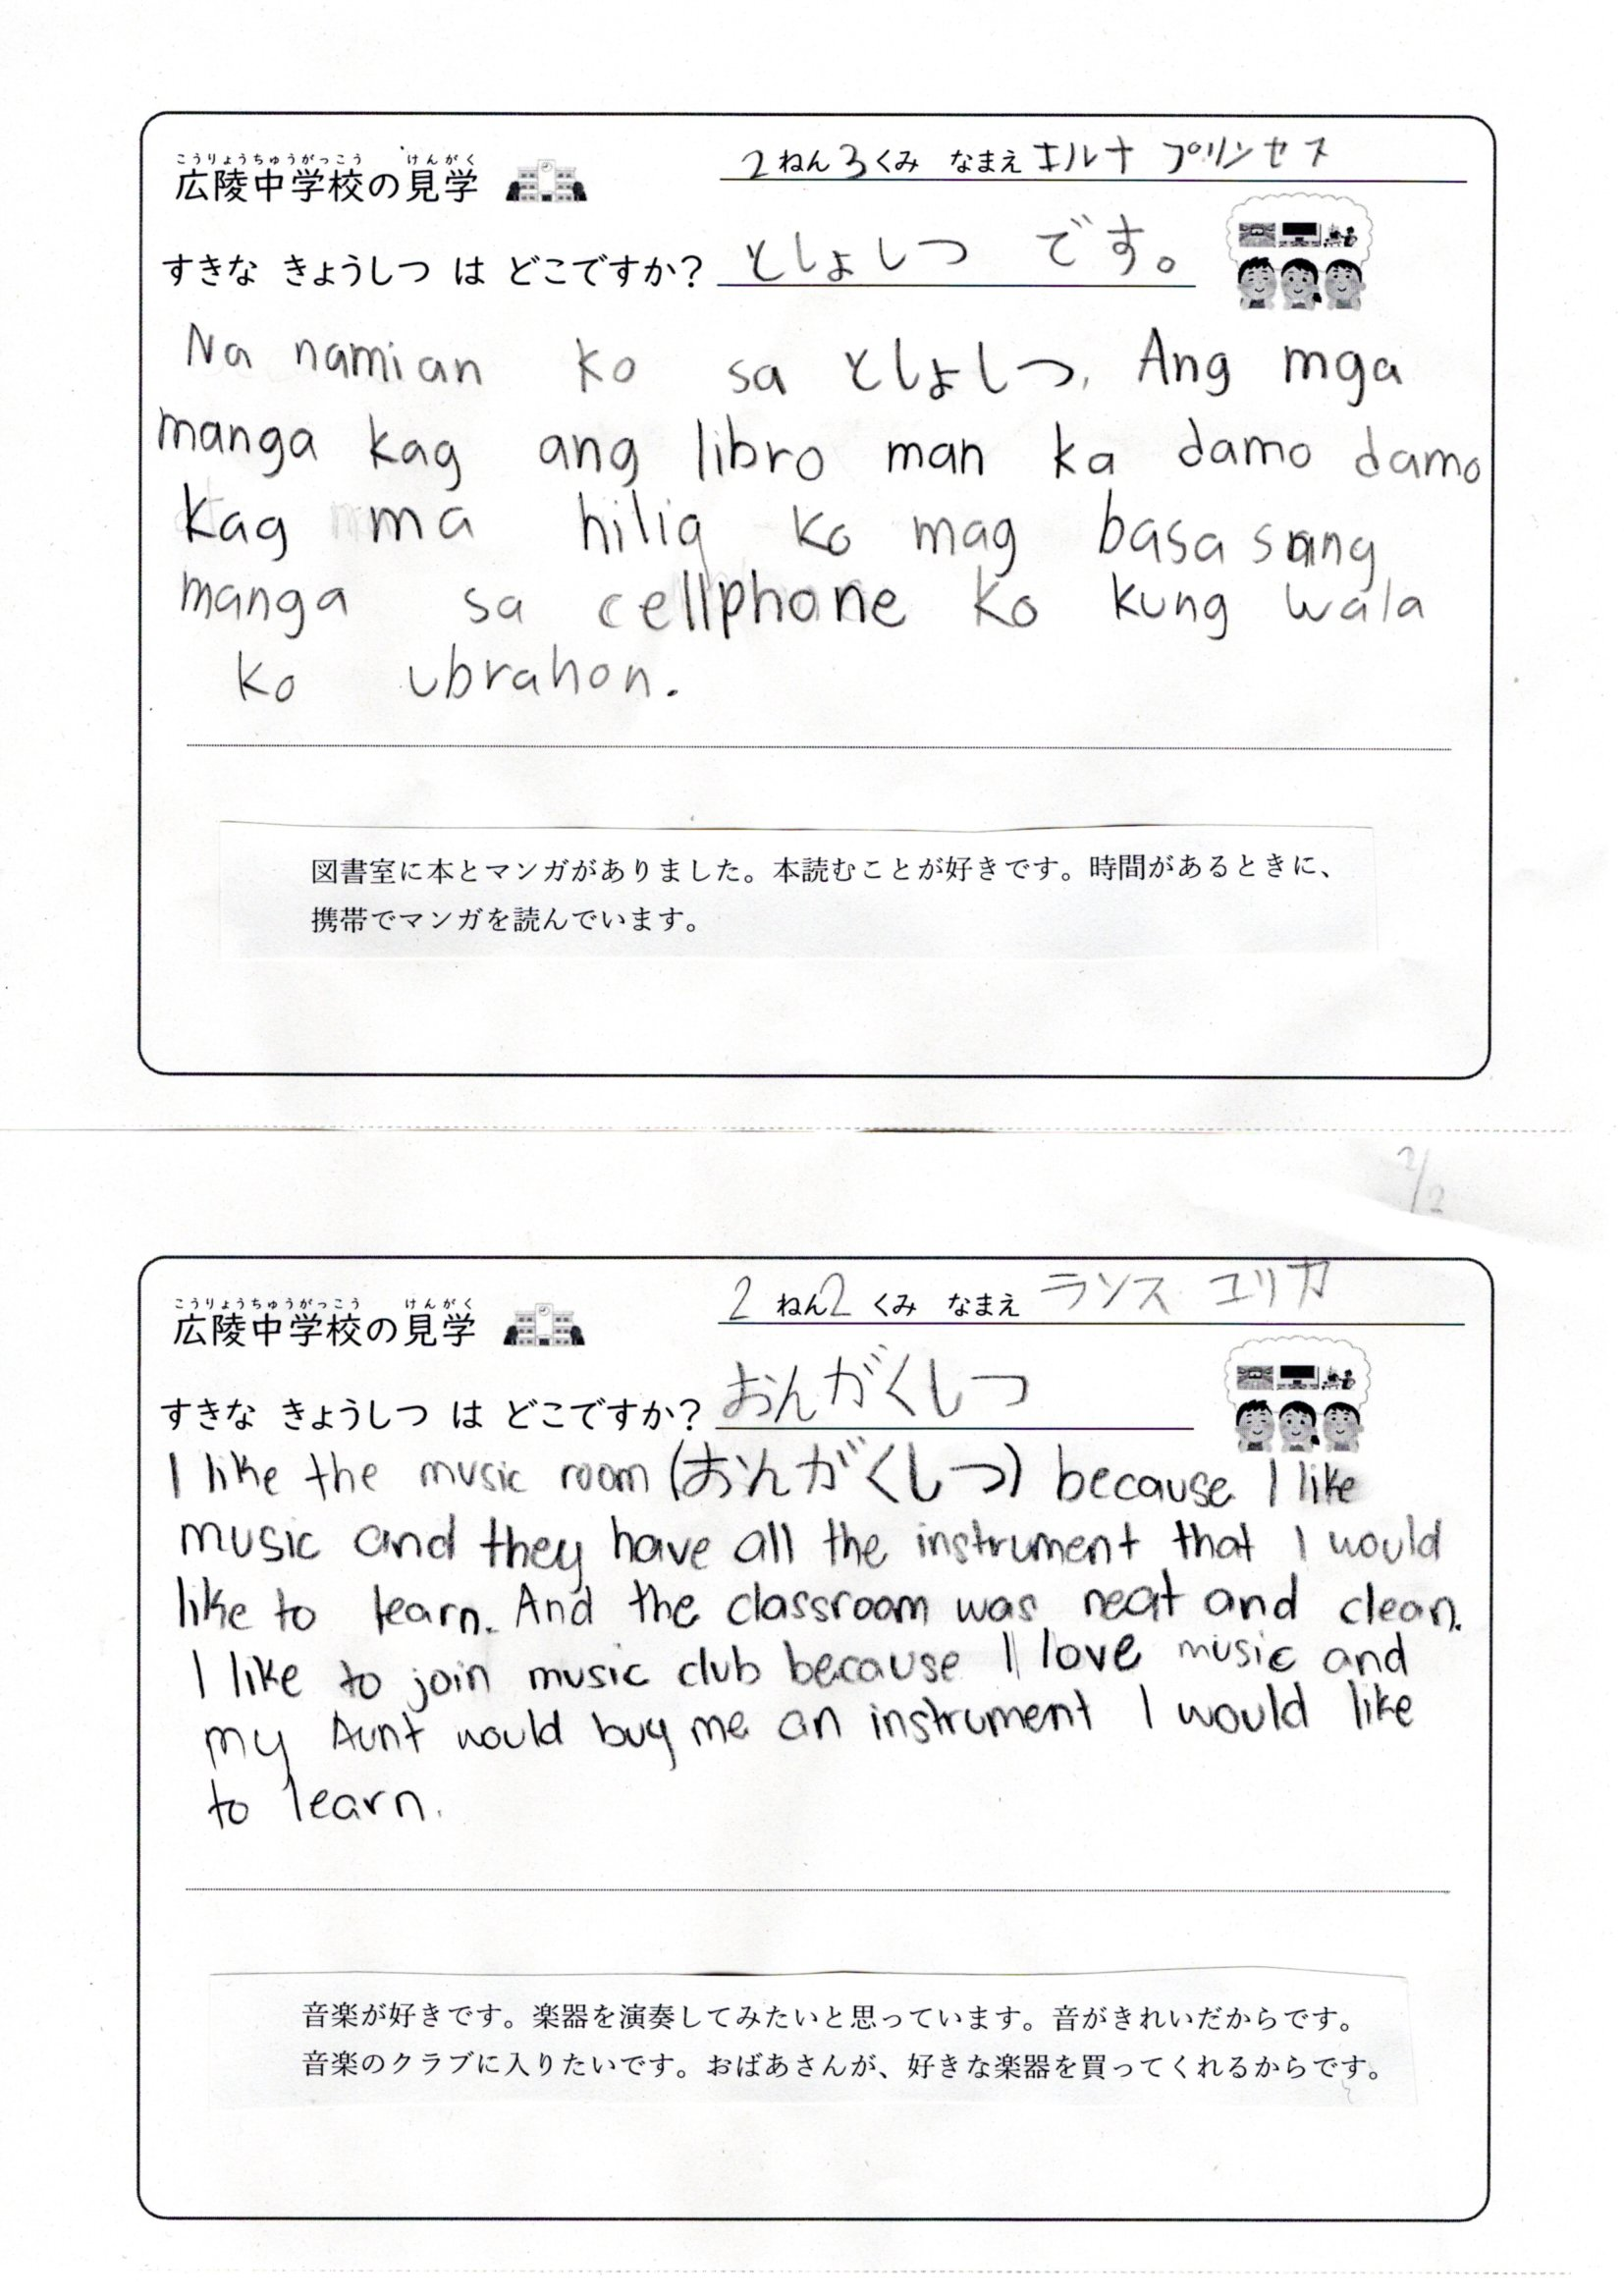 こうりょうちゅうがっこう けんがく
広陵中学校の見学
2 ねん 3 くみ なまえ キルナ プリンセス
すきな きょうしつ は どこですか? としょしつ です。
Na namian ko sa としょしつ. Ang mga
manga kag ang libro man ka damo damo
kag ma hilig ko mag basa sang
manga sa cellphone ko kung wala
ko ubrahon.
図書室に本とマンガがありました。本読むことが好きです。時間があるときに、
携帯でマンガを読んでいます。
2/2
こうりょうちゅうがっこう けんがく
広陵中学校の見学
2 ねん 2 くみ なまえ ランス ユリカ
すきな きょうしつ は どこですか? おんがくしつ
I like the music room (おんがくしつ) because I like
music and they have all the instrument that I would
like to learn. And the classroom was neat and clean.
I like to join music club because I love music and
my Aunt would buy me an instrument I would like
to learn.
音楽が好きです。楽器を演奏してみたいと思っています。音がきれいだからです。
音楽のクラブに入りたいです。おばあさんが、好きな楽器を買ってくれるからです。